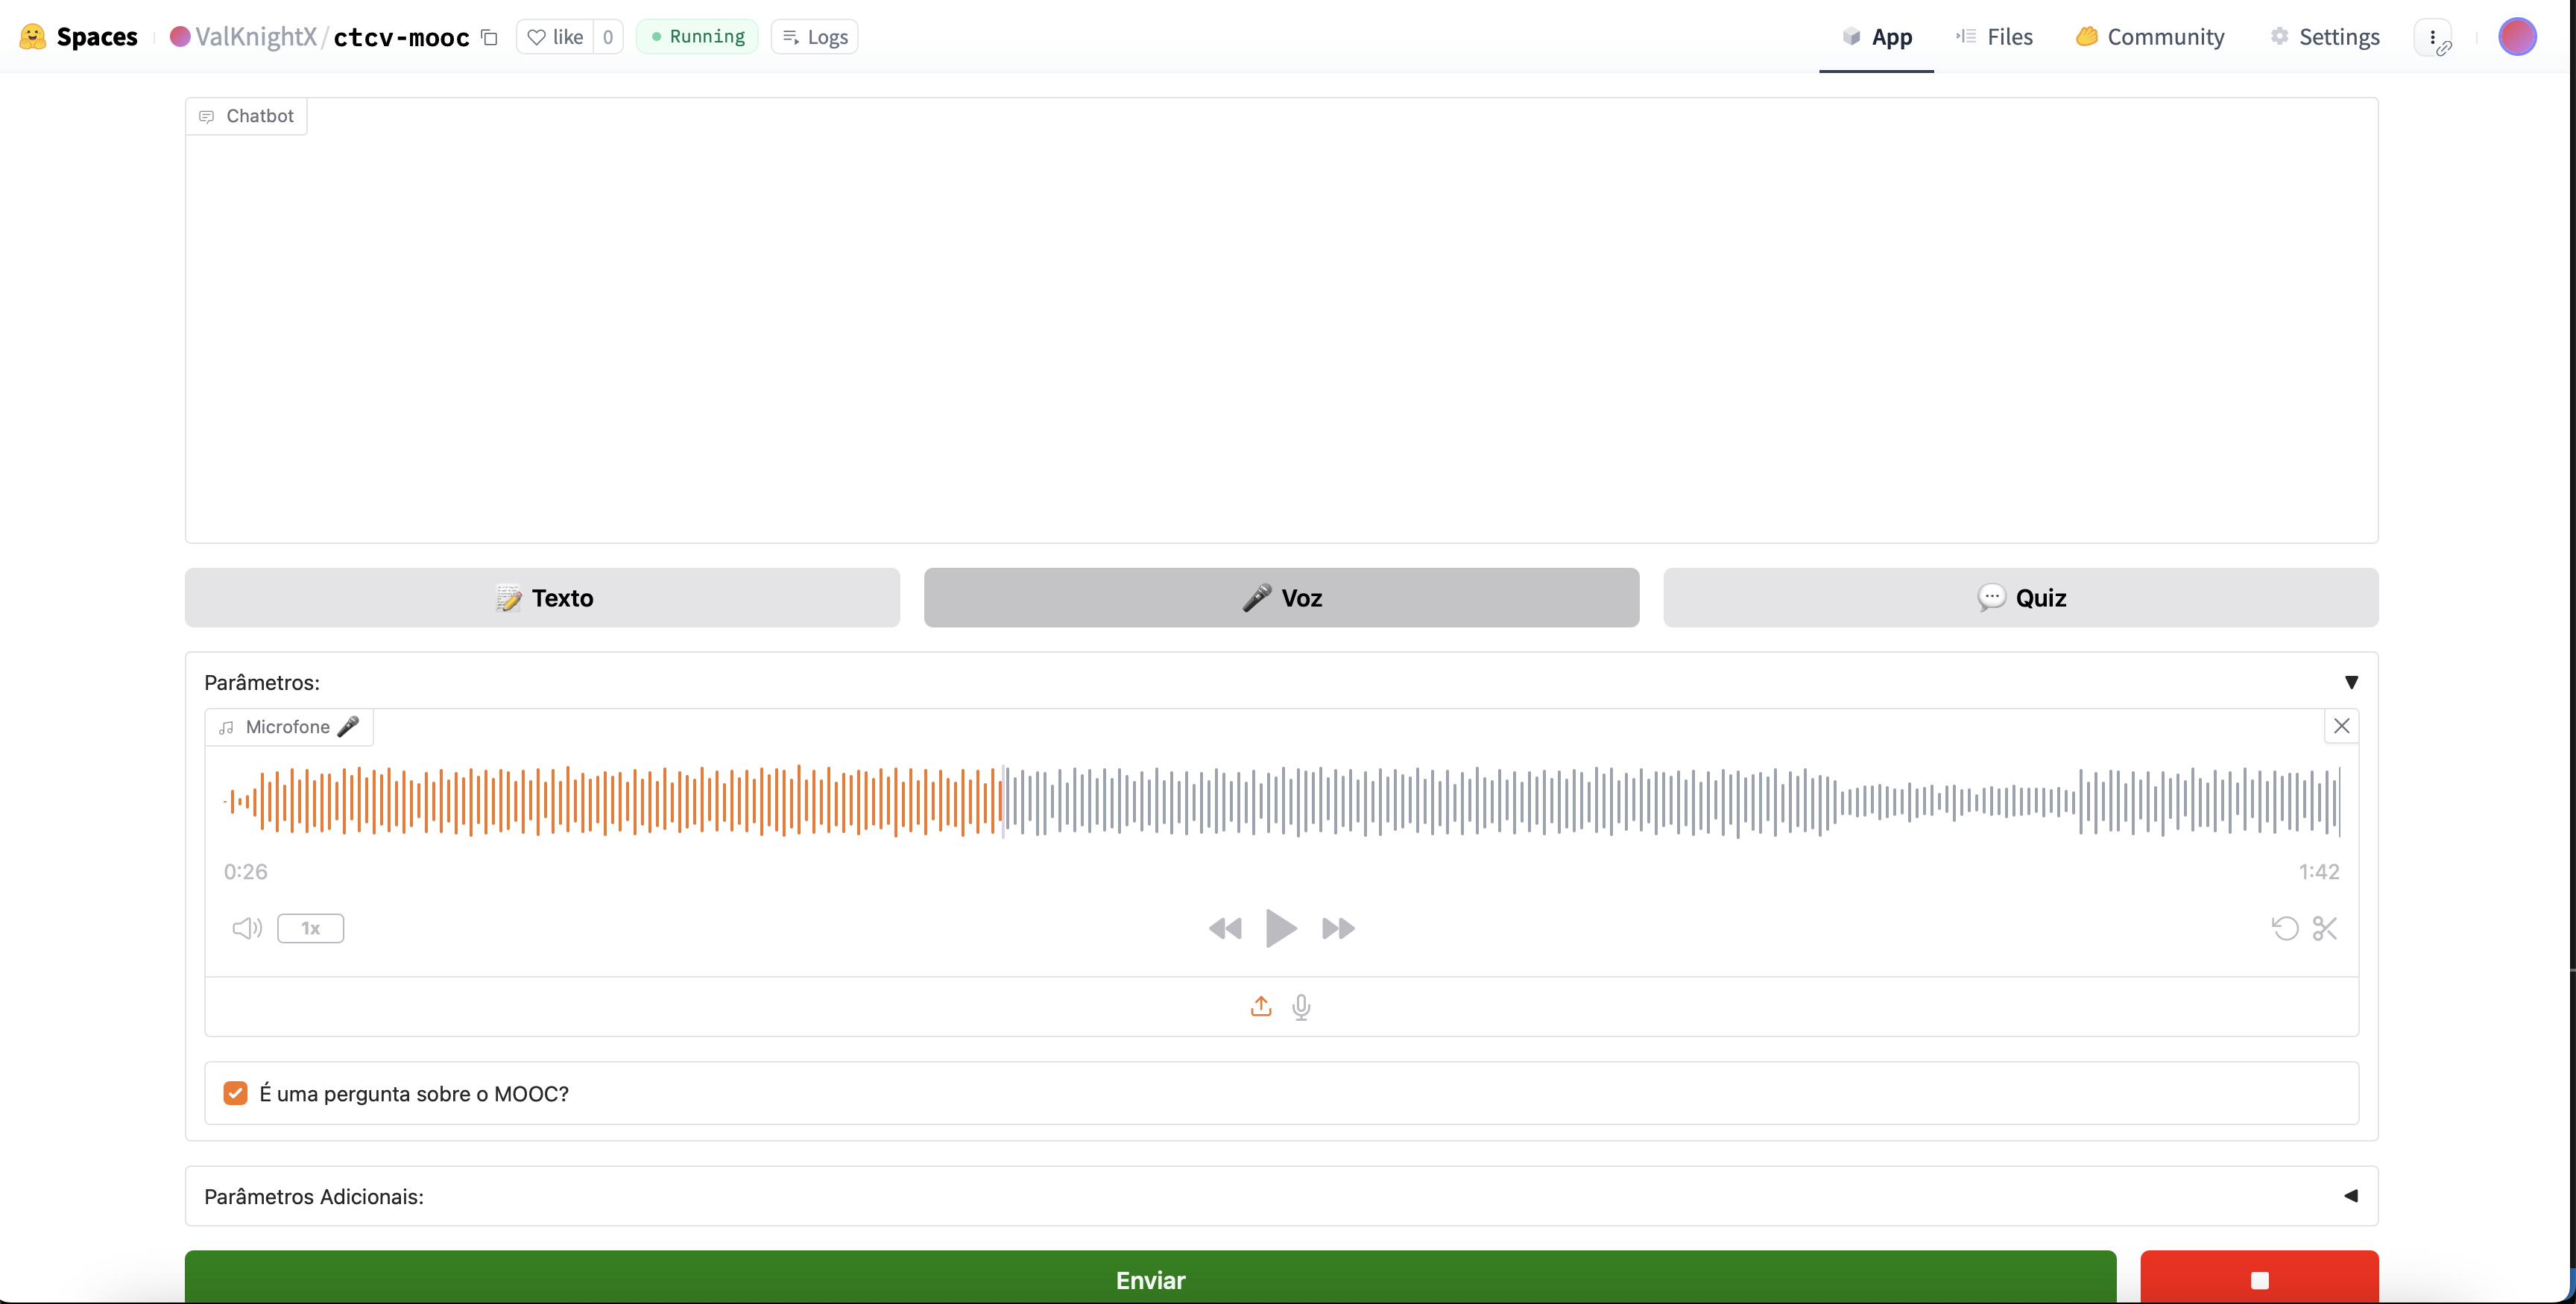 Spaces ValKnightX/ctcv-mooc like 0 Running Logs App Files Community Settings
Chatbot
Texto Voz Quiz
Parâmetros:
Microfone
0:26 1:42
1x
É uma pergunta sobre o MOOC?
Parâmetros Adicionais:
Enviar